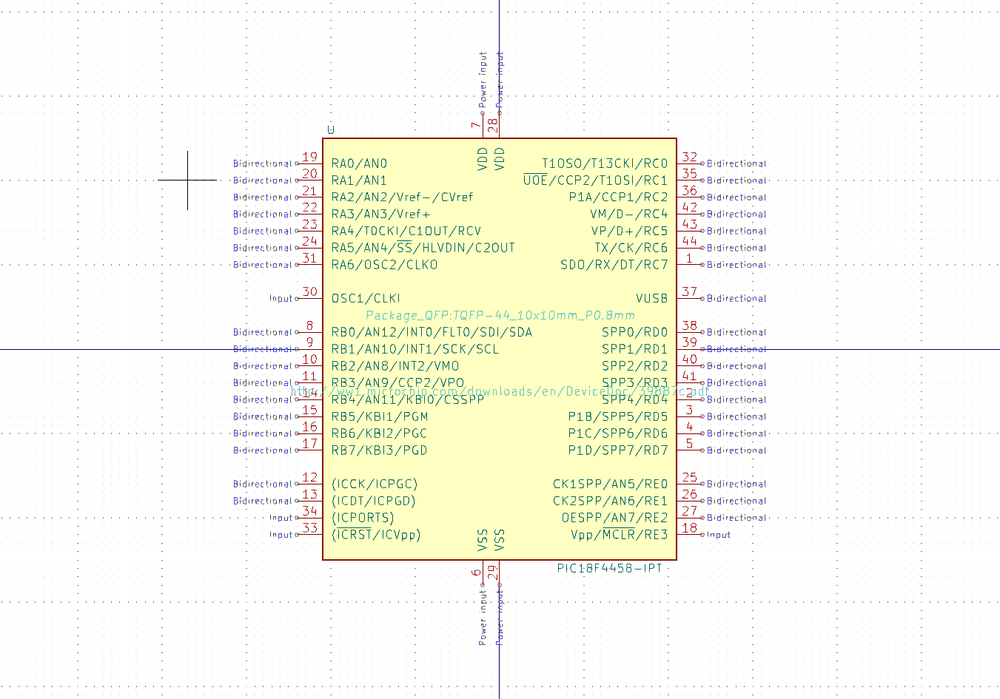 Power input
Power input
7
28
U
VDD
VDD
Bidirectional 19 RA0/AN0
T1OSO/T13CKI/RC0 32 Bidirectional
Bidirectional 20 RA1/AN1
UOE/CCP2/T1OSI/RC1 35 Bidirectional
Bidirectional 21 RA2/AN2/Vref-/CVref
P1A/CCP1/RC2 36 Bidirectional
Bidirectional 22 RA3/AN3/Vref+
VM/D-/RC4 42 Bidirectional
Bidirectional 23 RA4/T0CKI/C1OUT/RCV
VP/D+/RC5 43 Bidirectional
Bidirectional 24 RA5/AN4/SS/HLVDIN/C2OUT
TX/CK/RC6 44 Bidirectional
Bidirectional 31 RA6/OSC2/CLKO
SDO/RX/DT/RC7 1 Bidirectional
Input 30 OSC1/CLKI
VUSB 37 Bidirectional
Package_QFP:TQFP-44_10x10mm_P0.8mm
Bidirectional 8 RB0/AN12/INT0/FLT0/SDI/SDA
SPP0/RD0 38 Bidirectional
Bidirectional 9 RB1/AN10/INT1/SCK/SCL
SPP1/RD1 39 Bidirectional
Bidirectional 10 RB2/AN8/INT2/VMO
SPP2/RD2 40 Bidirectional
Bidirectional 11 RB3/AN9/CCP2/VPO
SPP3/RD3 41 Bidirectional
http://ww1.microchip.com/downloads/en/DeviceDoc/39887c.pdf
Bidirectional 14 RB4/AN11/KBI0/CSSPP
SPP4/RD4 2 Bidirectional
Bidirectional 15 RB5/KBI1/PGM
P1B/SPP5/RD5 3 Bidirectional
Bidirectional 16 RB6/KBI2/PGC
P1C/SPP6/RD6 4 Bidirectional
Bidirectional 17 RB7/KBI3/PGD
P1D/SPP7/RD7 5 Bidirectional
Bidirectional 12 (ICCK/ICPGC)
CK1SPP/AN5/RE0 25 Bidirectional
Bidirectional 13 (ICDT/ICPGD)
CK2SPP/AN6/RE1 26 Bidirectional
Input 34 (ICPORTS)
OESPP/AN7/RE2 27 Bidirectional
Input 33 (ICRST/ICVpp)
Vpp/MCLR/RE3 18 Input
VSS
VSS
PIC18F4458-IPT
6
29
Power input
Power input